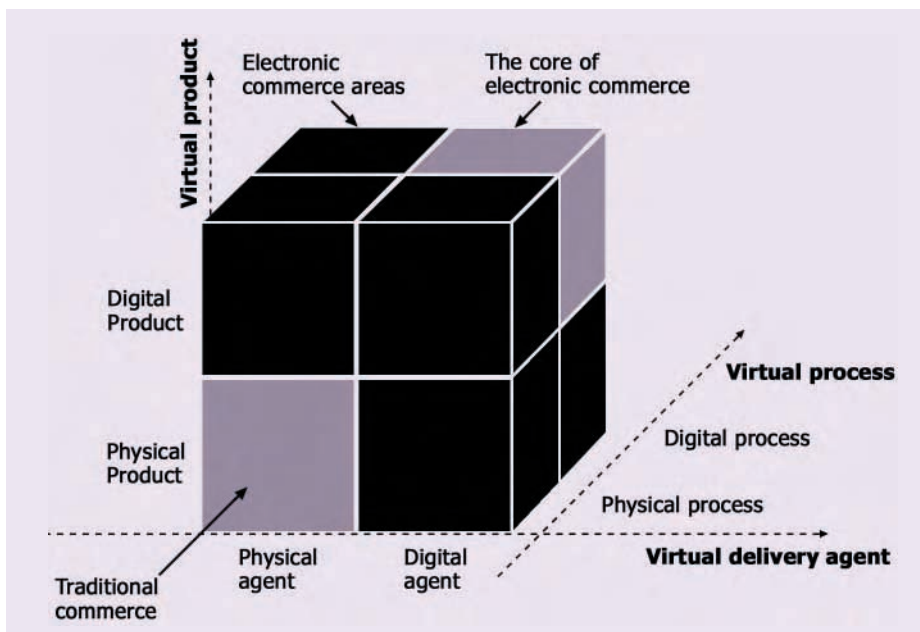 Electronic
commerce areas
The core of
electronic commerce
Virtual product
Digital
Product
Virtual process
Physical
Product
Digital process
Physical process
Physical
agent
Digital
agent
Virtual delivery agent
Traditional
commerce